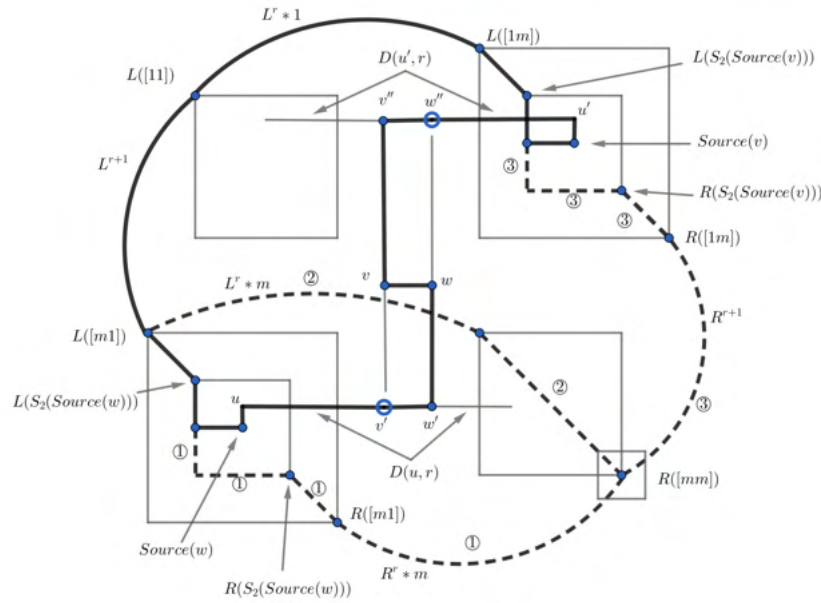 L^r * 1
L([1m])
D(u', r)
L(S_2(Source(v)))
L([11])
v''
w''
u'
Source(v)
L^{r+1}
③
③
R(S_2(Source(v)))
③
R([1m])
v
w
L^r * m
②
R^{r+1}
L([m1])
②
L(S_2(Source(w)))
u
③
v'
w'
①
D(u, r)
①
①
R([mm])
R([m1])
Source(w)
①
R(S_2(Source(w)))
R^r * m